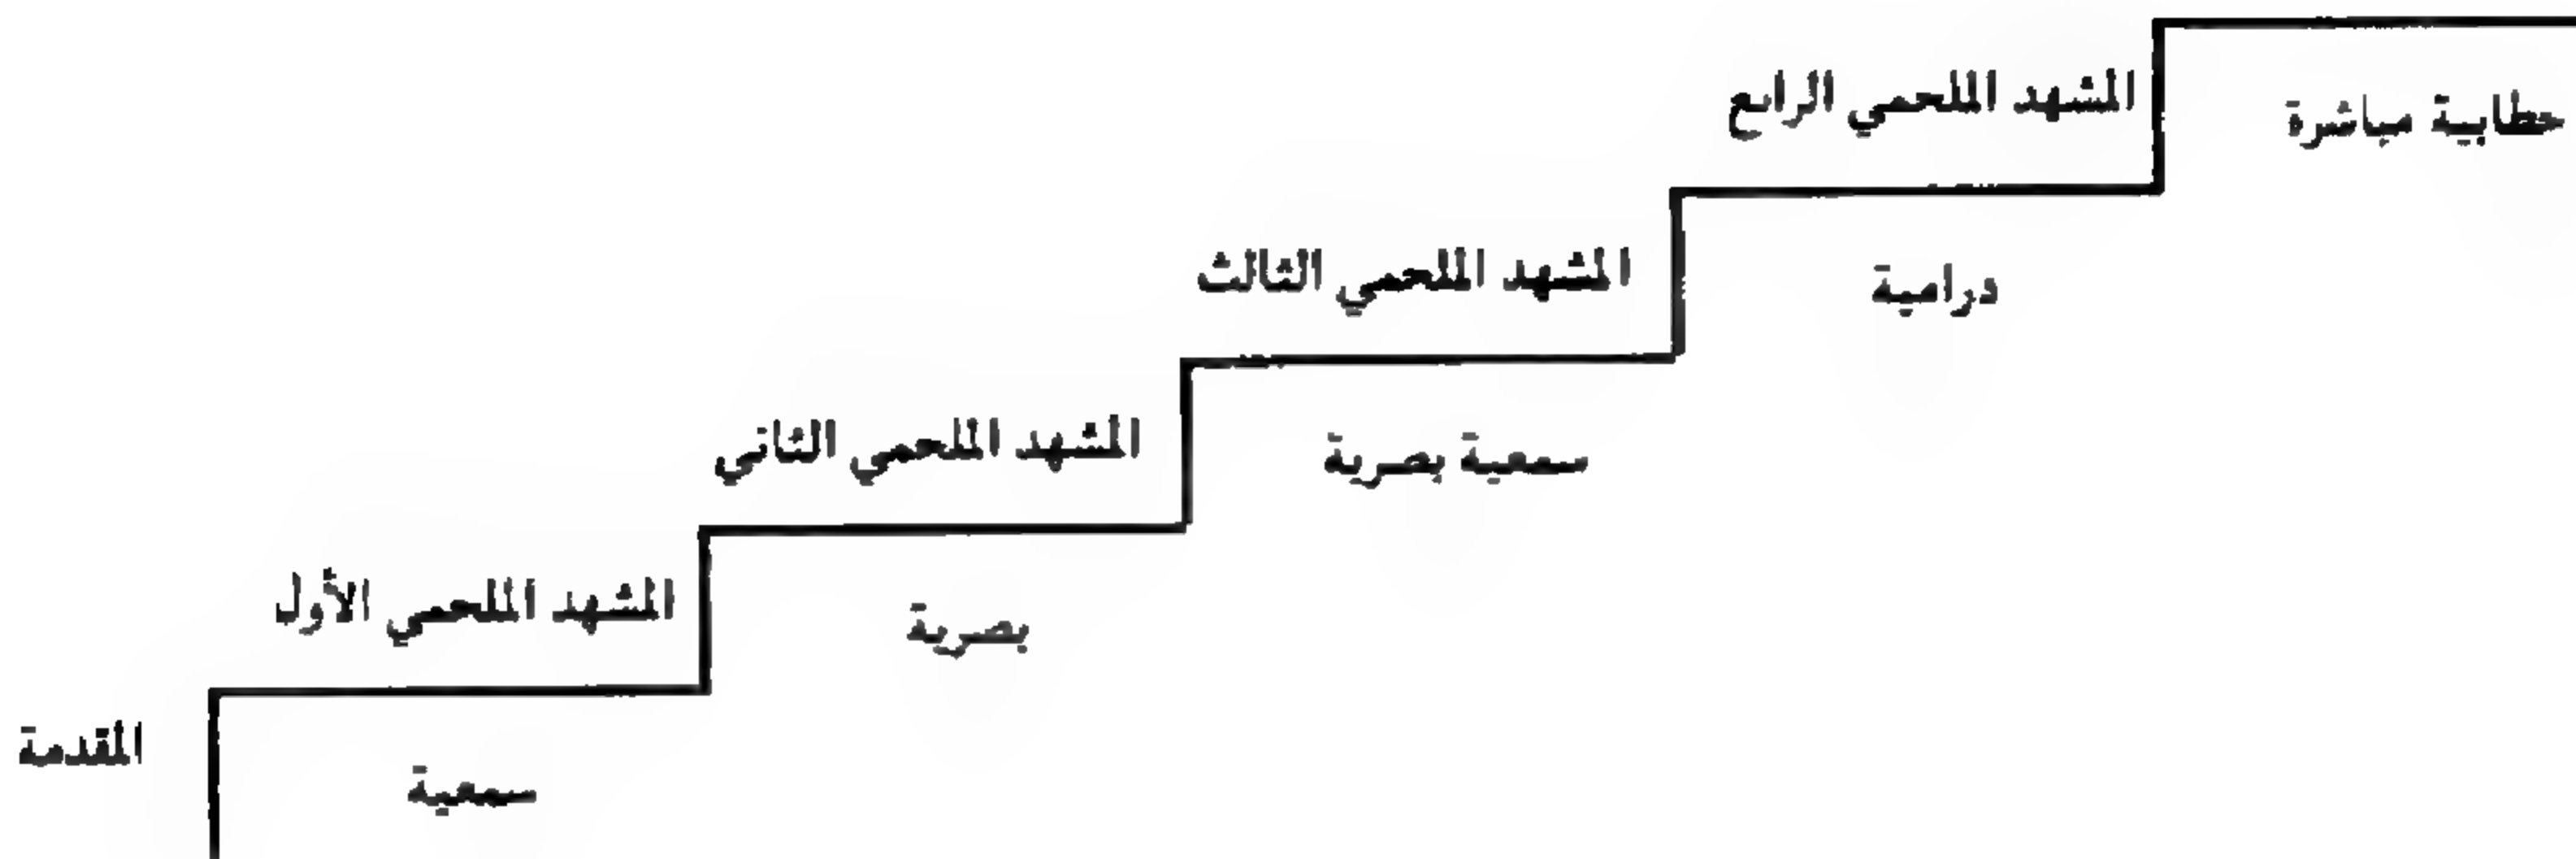 المشهد الملحمي الرابع
خطابية مباشرة
المشهد الملحمي الثالث
درامية
المشهد الملحمي الثاني
سمعية بصرية
المشهد الملحمي الأول
بصرية
المقدمة
سمعية